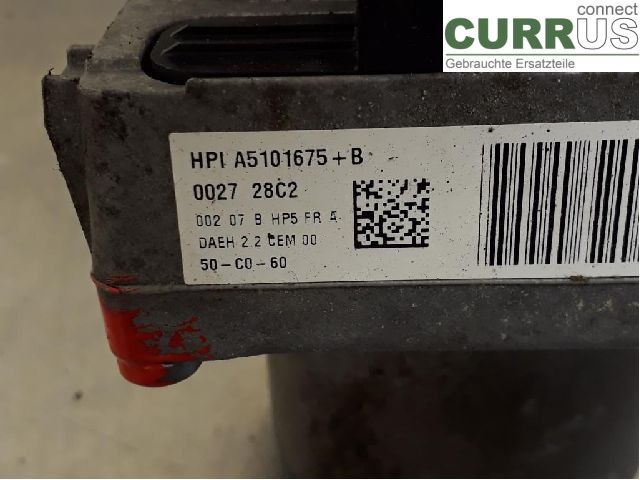 connect
CURRUS
Gebrauchte Ersatzteile
HPI A5101675+B
0027 28C2
002 07 B HP5 FR A
DAEH 2.2 CEM 00
50-C0-60